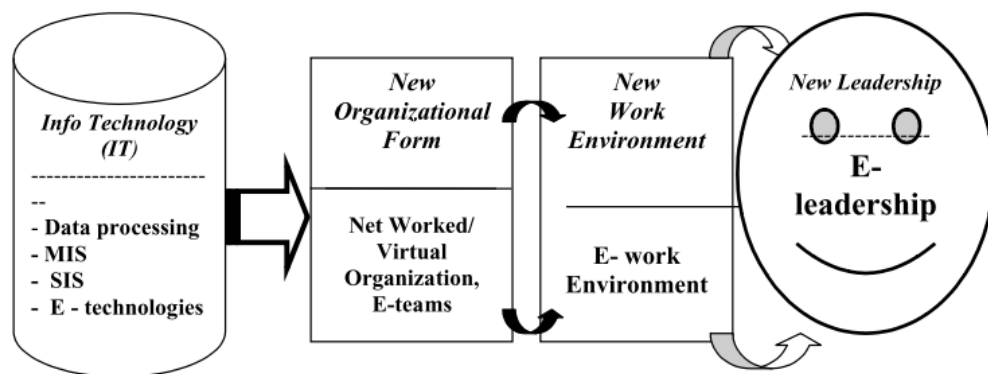 Info Technology
(IT)
------------------------
--
- Data processing
- MIS
- SIS
- E - technologies
New
Organizational
Form
Net Worked/
Virtual
Organization,
E-teams
New
Work
Environment
E- work
Environment
New Leadership
E-
leadership